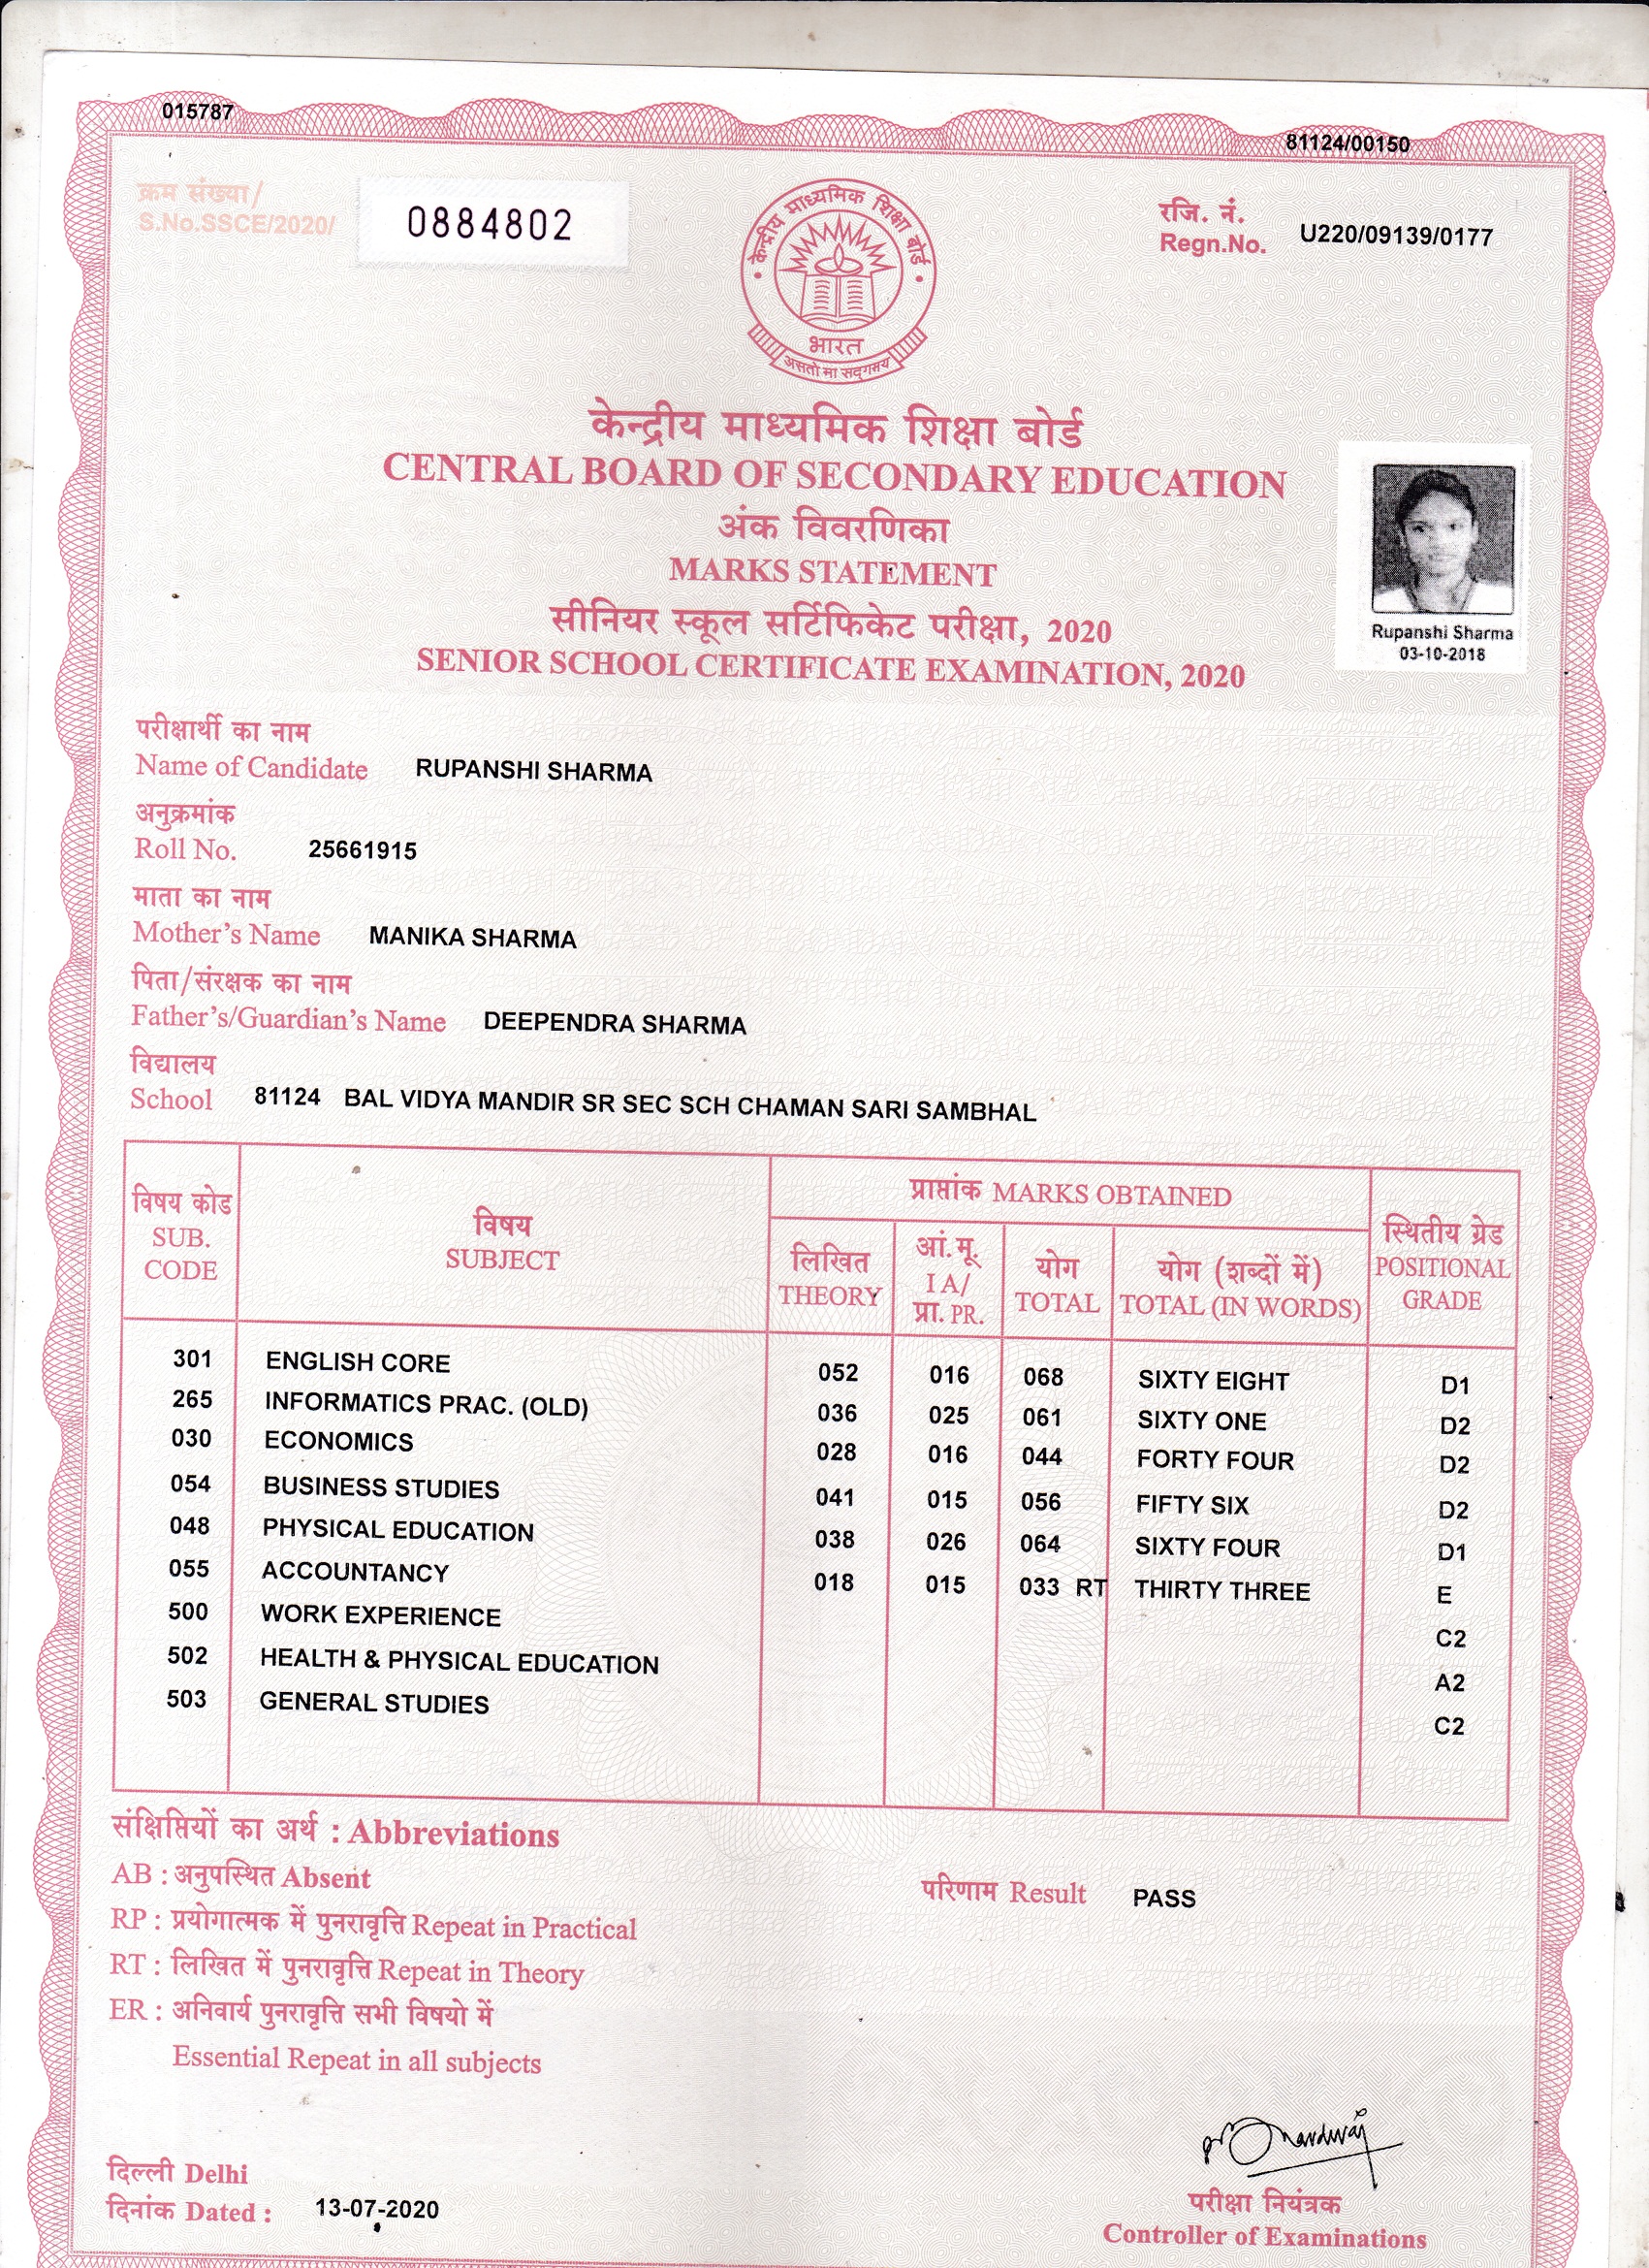 015787
81124/00150
क्रम संख्या/
S.No.SSCE/2020/ 0884802
रजि. नं.
Regn.No. U220/09139/0177
केन्द्रीय माध्यमिक शिक्षा बोर्ड
भारत
असतो मा सद्गमय
केन्द्रीय माध्यमिक शिक्षा बोर्ड
CENTRAL BOARD OF SECONDARY EDUCATION
अंक विवरणिका
MARKS STATEMENT
सीनियर स्कूल सर्टिफिकेट परीक्षा, 2020
SENIOR SCHOOL CERTIFICATE EXAMINATION, 2020
Rupanshi Sharma
03-10-2018
परीक्षार्थी का नाम
Name of Candidate RUPANSHI SHARMA
अनुक्रमांक
Roll No. 25661915
माता का नाम
Mother's Name MANIKA SHARMA
पिता/संरक्षक का नाम
Father's/Guardian's Name DEEPENDRA SHARMA
विद्यालय
School 81124 BAL VIDYA MANDIR SR SEC SCH CHAMAN SARI SAMBHAL
विषय कोड
SUB.
CODE
विषय
SUBJECT
प्राप्तांक MARKS OBTAINED
लिखित
THEORY
आं.मू.
I A/
प्रा. PR.
योग
TOTAL
योग (शब्दों में)
TOTAL (IN WORDS)
स्थितीय ग्रेड
POSITIONAL
GRADE
301 ENGLISH CORE 052 016 068 SIXTY EIGHT D1
265 INFORMATICS PRAC. (OLD) 036 025 061 SIXTY ONE D2
030 ECONOMICS 028 016 044 FORTY FOUR D2
054 BUSINESS STUDIES 041 015 056 FIFTY SIX D2
048 PHYSICAL EDUCATION 038 026 064 SIXTY FOUR D1
055 ACCOUNTANCY 018 015 033 RT THIRTY THREE E
500 WORK EXPERIENCE C2
502 HEALTH & PHYSICAL EDUCATION A2
503 GENERAL STUDIES C2
संक्षिप्तियों का अर्थ : Abbreviations
AB : अनुपस्थित Absent
परिणाम Result PASS
RP : प्रयोगात्मक में पुनरावृत्ति Repeat in Practical
RT : लिखित में पुनरावृत्ति Repeat in Theory
ER : अनिवार्य पुनरावृत्ति सभी विषयो में
Essential Repeat in all subjects
दिल्ली Delhi
दिनांक Dated : 13-07-2020
परीक्षा नियंत्रक
Controller of Examinations